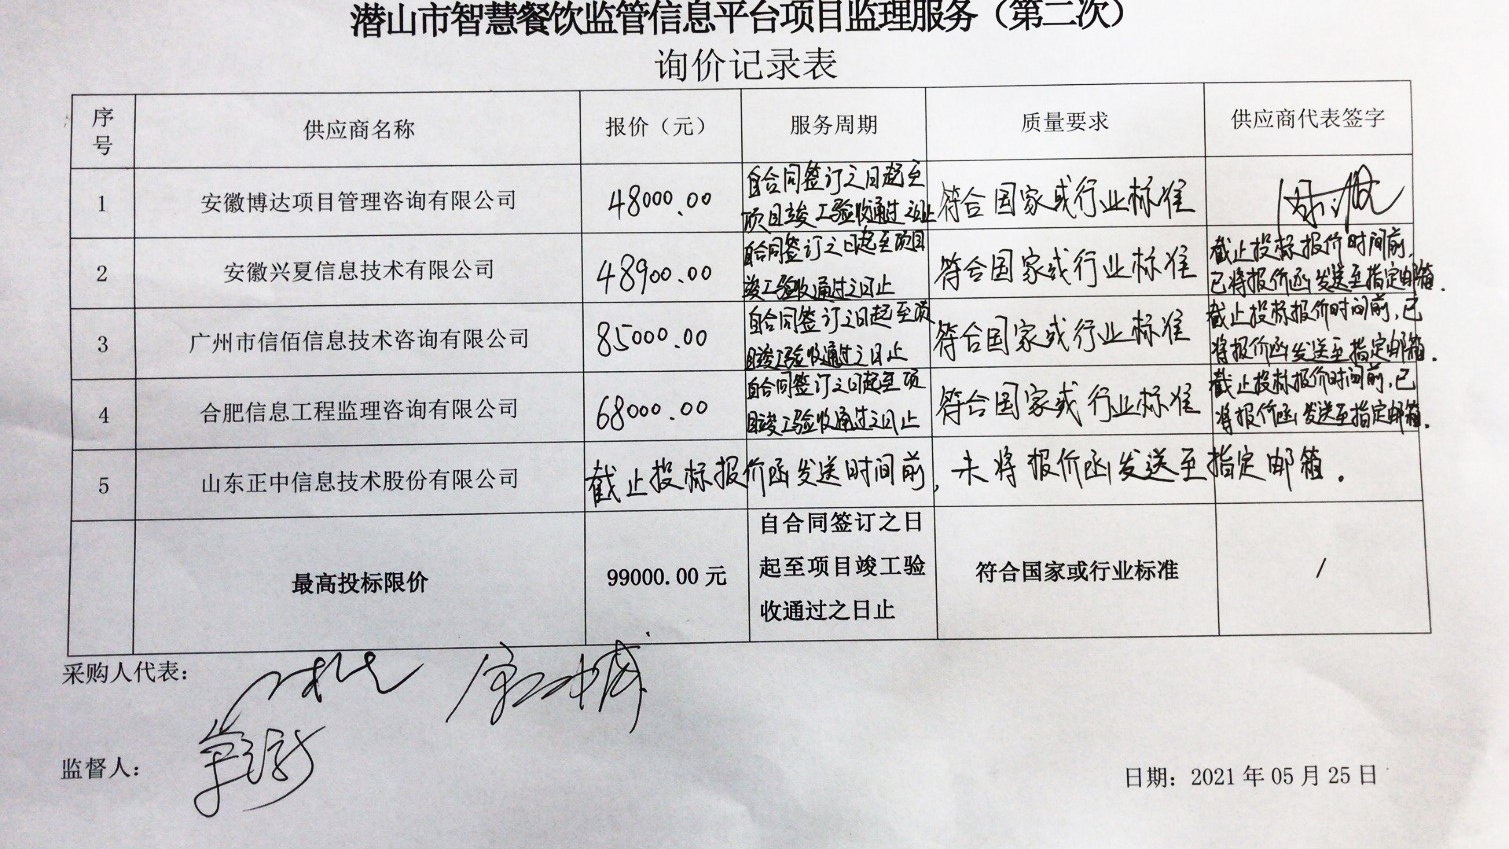 潜山市智慧餐饮监管信息平台项目监理服务（第二次）
询价记录表
序号 供应商名称 报价（元） 服务周期 质量要求 供应商代表签字
1 安徽博达项目管理咨询有限公司 48000.00 自合同签订之日起至项目竣工验收通过之日止 符合国家或行业标准
2 安徽兴夏信息技术有限公司 48900.00 自合同签订之日起至项目竣工验收通过之日止 符合国家或行业标准 截止投标报价时间前，已将报价函发送至指定邮箱。
3 广州市信佰信息技术咨询有限公司 85000.00 自合同签订之日起至项目竣工验收通过之日止 符合国家或行业标准 截止投标报价时间前，已将报价函发送至指定邮箱。
4 合肥信息工程监理咨询有限公司 68000.00 自合同签订之日起至项目竣工验收通过之日止 符合国家或行业标准 截止投标报价时间前，已将报价函发送至指定邮箱。
5 山东正中信息技术股份有限公司 截止投标报价函发送时间前，未将报价函发送至指定邮箱。
最高投标限价 99000.00 元 自合同签订之日起至项目竣工验收通过之日止 符合国家或行业标准 /
采购人代表：
监督人：
日期：2021 年 05 月 25 日